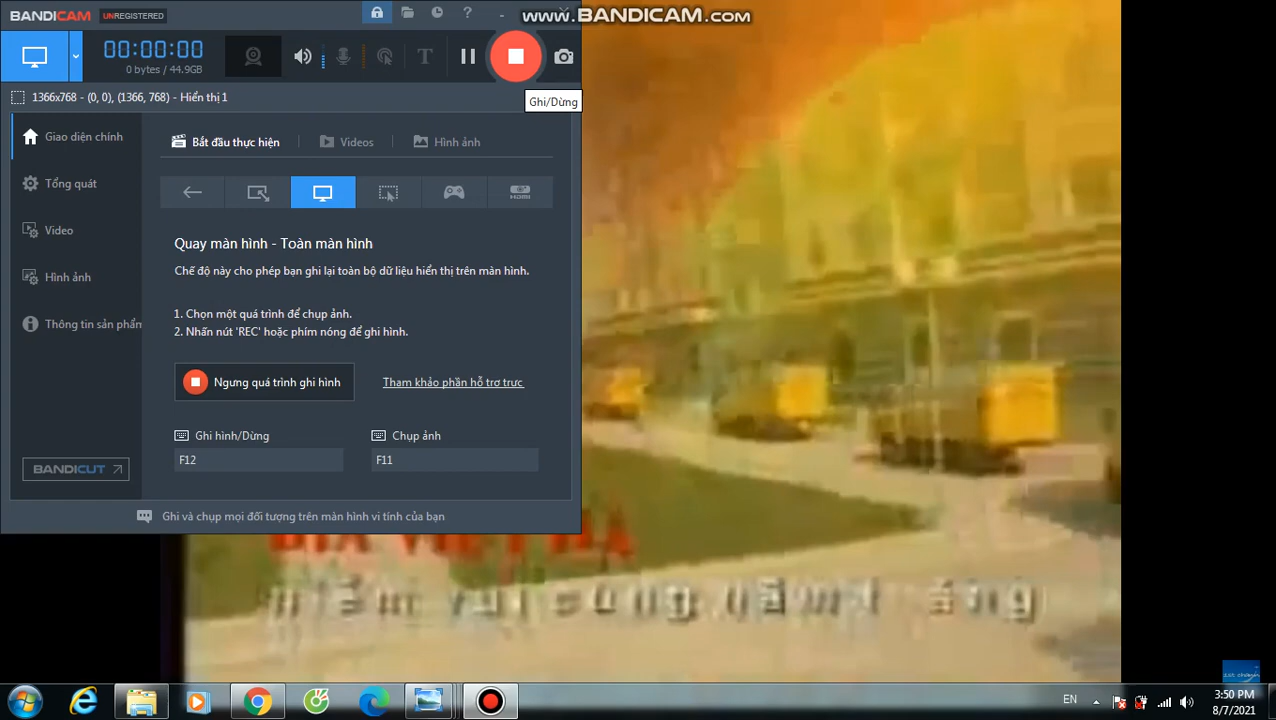 BANDICAM UNREGISTERED
www.BANDICAM.com
00:00:00
0 bytes / 44.9GB
Ghi/Dừng
1366x768 - (0, 0), (1366, 768) - Hiển thị 1
Giao diện chính
Tổng quát
Video
Hình ảnh
Thông tin sản phẩm
BANDICUT
Bắt đầu thực hiện
Videos
Hình ảnh
HDMI
Quay màn hình - Toàn màn hình
Chế độ này cho phép bạn ghi lại toàn bộ dữ liệu hiển thị trên màn hình.
1. Chọn một quá trình để chụp ảnh.
2. Nhấn nút 'REC' hoặc phím nóng để ghi hình.
Ngưng quá trình ghi hình
Tham khảo phần hỗ trợ trực
Ghi hình/Dừng
Chụp ảnh
F12
F11
Ghi và chụp mọi đối tượng trên màn hình vi tính của bạn
niềm vui cùng năm tháng
EN
3:50 PM
8/7/2021